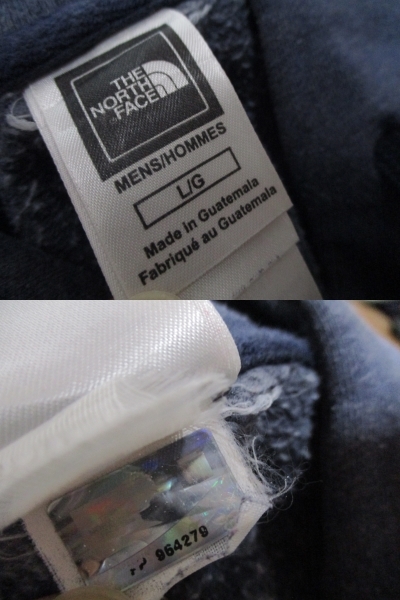 THE
NORTH
FACE
MENS/HOMMES
L/G
Made in Guatemala
Fabriqué au Guatemala
964279